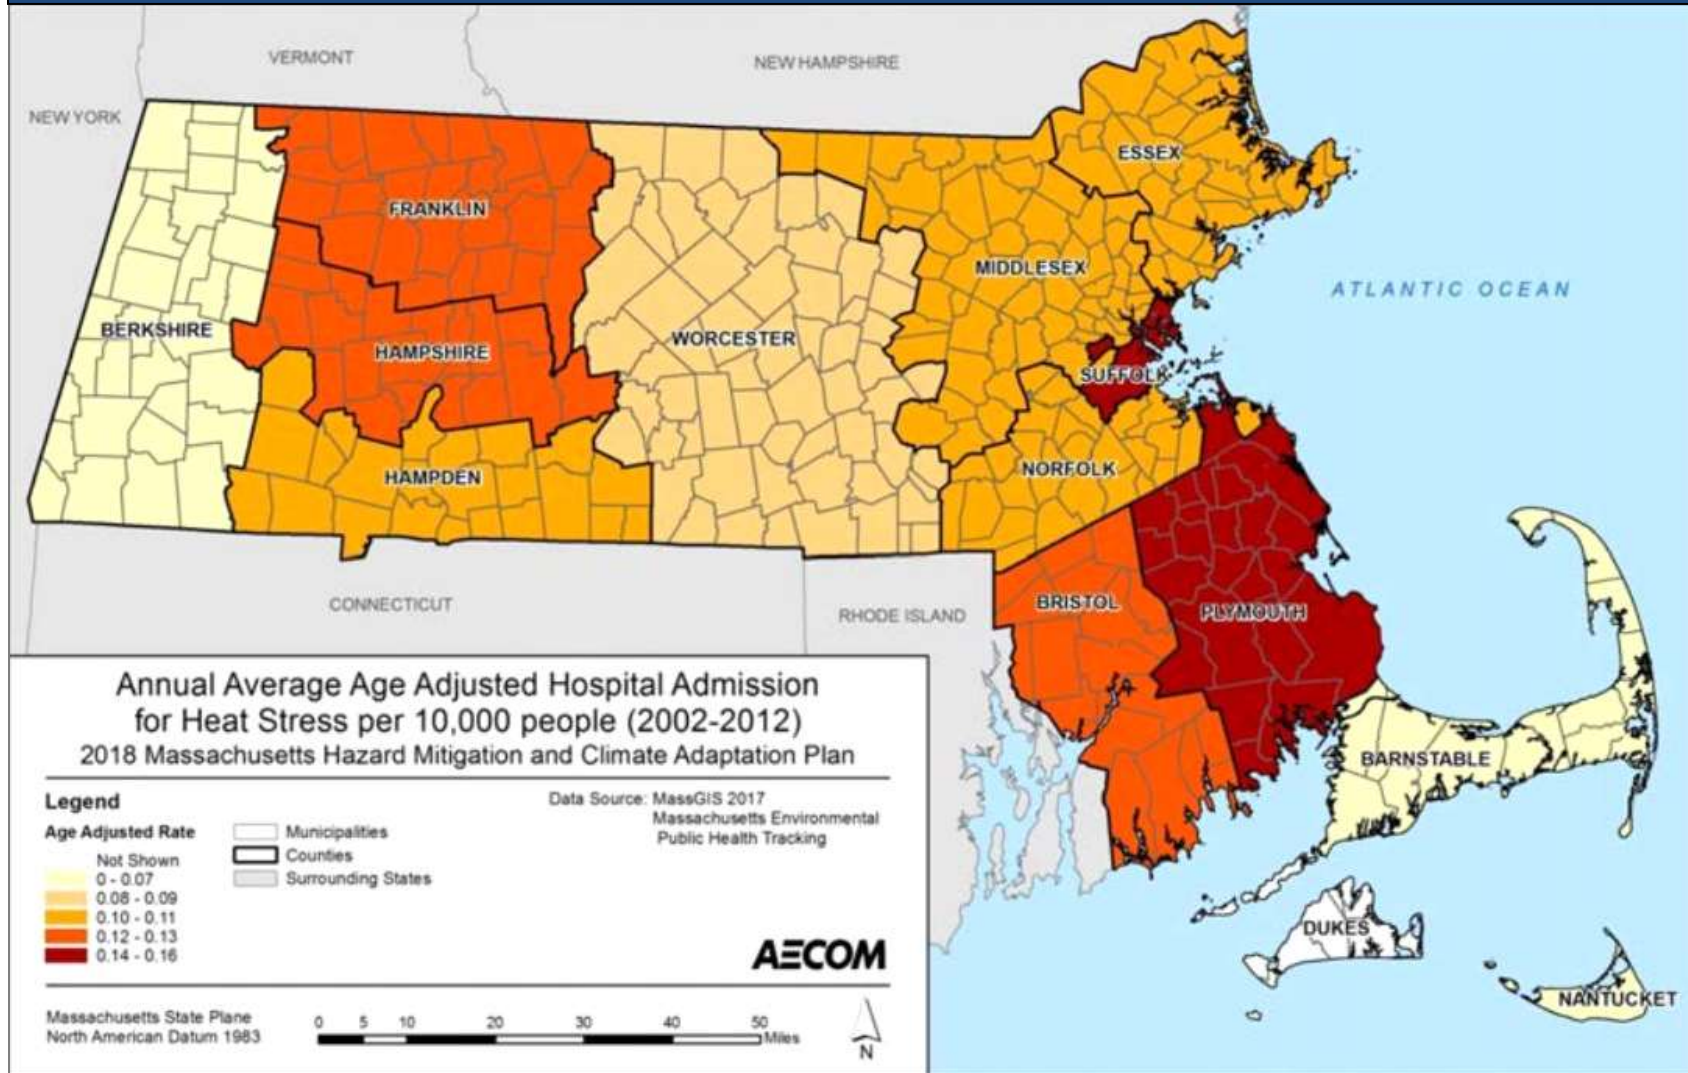 VERMONT
NEW HAMPSHIRE
NEW YORK
ESSEX
FRANKLIN
MIDDLESEX
ATLANTIC OCEAN
BERKSHIRE
WORCESTER
HAMPSHIRE
SUFFOLK
NORFOLK
HAMPDEN
CONNECTICUT
BRISTOL
PLYMOUTH
RHODE ISLAND
BARNSTABLE
DUKES
NANTUCKET
Annual Average Age Adjusted Hospital Admission
for Heat Stress per 10,000 people (2002-2012)
2018 Massachusetts Hazard Mitigation and Climate Adaptation Plan
Legend
Age Adjusted Rate
Not Shown
0 - 0.07
0.08 - 0.09
0.10 - 0.11
0.12 - 0.13
0.14 - 0.16
Municipalities
Counties
Surrounding States
Data Source: MassGIS 2017
Massachusetts Environmental
Public Health Tracking
AECOM
Massachusetts State Plane
North American Datum 1983
0 5 10 20 30 40 50
Miles
N